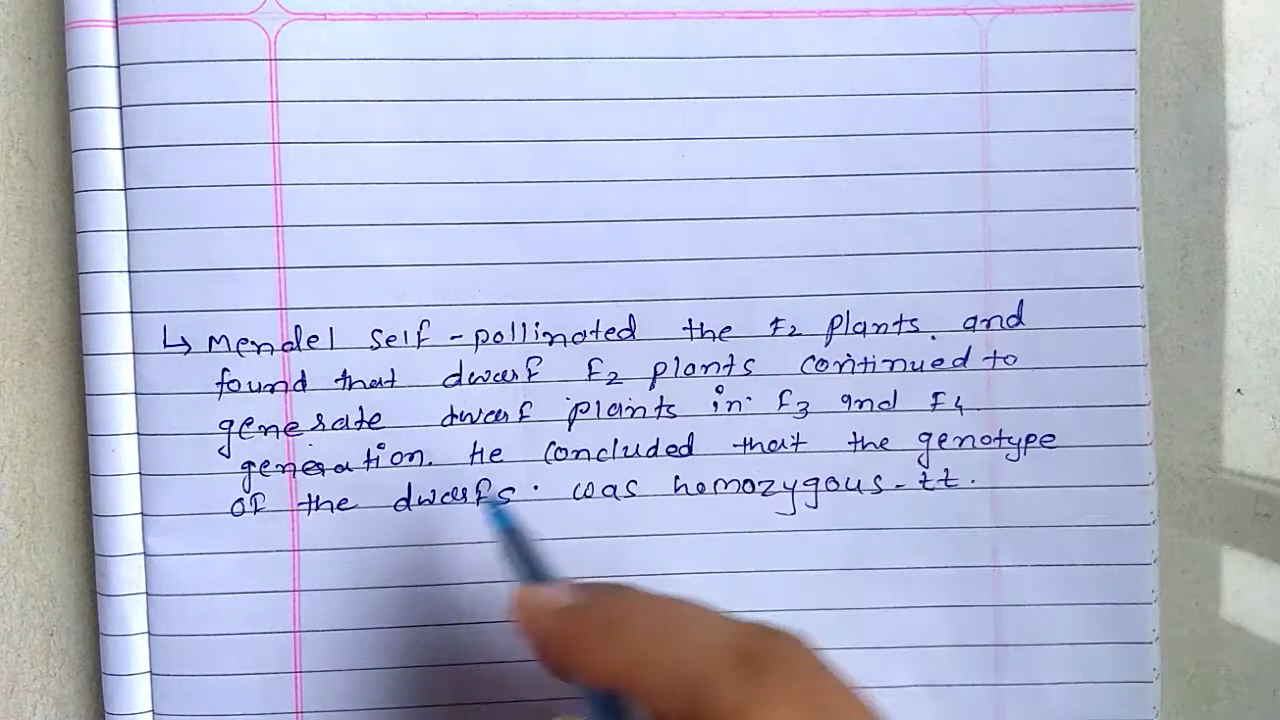 ↳ Mendel self-pollinated the F2 plants and
found that dwarf F2 plants continued to
generate dwarf plants in F3 and F4
generation. He concluded that the genotype
of the dwarfs was homozygous-tt.